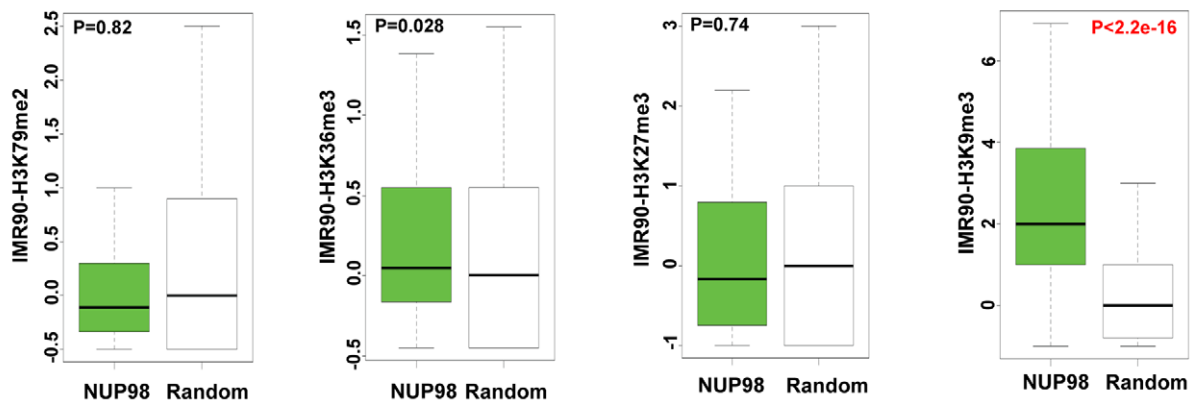 P=0.82
IMR90-H3K79me2
2.5
2.0
1.5
1.0
0.5
0.0
-0.5
NUP98 Random
P=0.028
IMR90-H3K36me3
1.5
1.0
0.5
0.0
-0.5
NUP98 Random
P=0.74
IMR90-H3K27me3
3
2
1
0
-1
NUP98 Random
P<2.2e-16
IMR90-H3K9me3
6
4
2
0
NUP98 Random